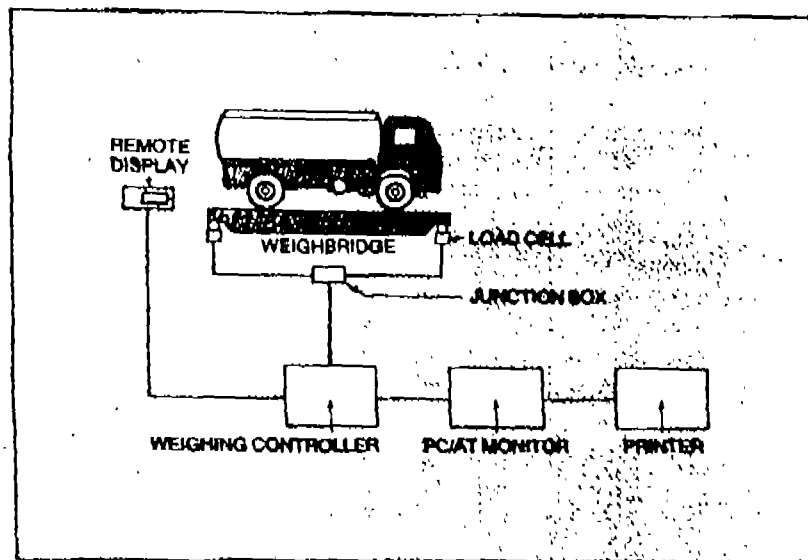 REMOTE
DISPLAY
WEIGHBRIDGE
LOAD CELL
JUNCTION BOX
WEIGHING CONTROLLER
PC/AT MONITOR
PRINTER